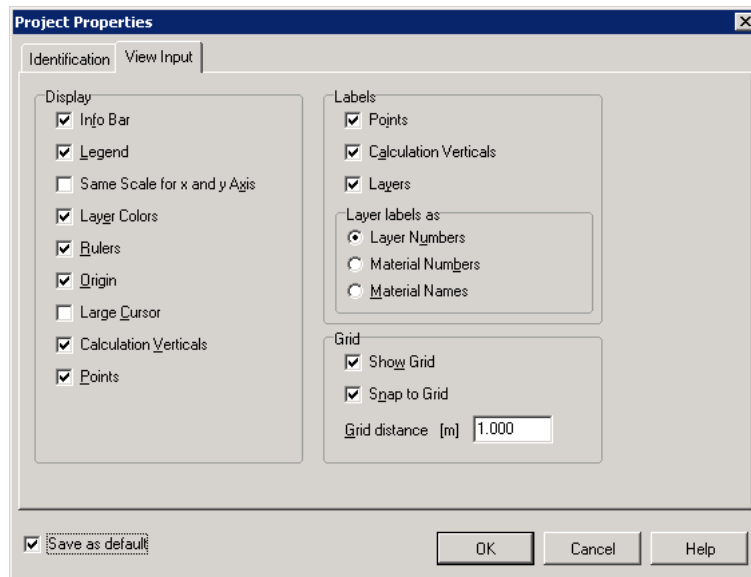 Project Properties
Identification
View Input
Display
Info Bar
Legend
Same Scale for x and y Axis
Layer Colors
Rulers
Origin
Large Cursor
Calculation Verticals
Points
Labels
Points
Calculation Verticals
Layers
Layer labels as
Layer Numbers
Material Numbers
Material Names
Grid
Show Grid
Snap to Grid
Grid distance [m] 1.000
Save as default
OK
Cancel
Help